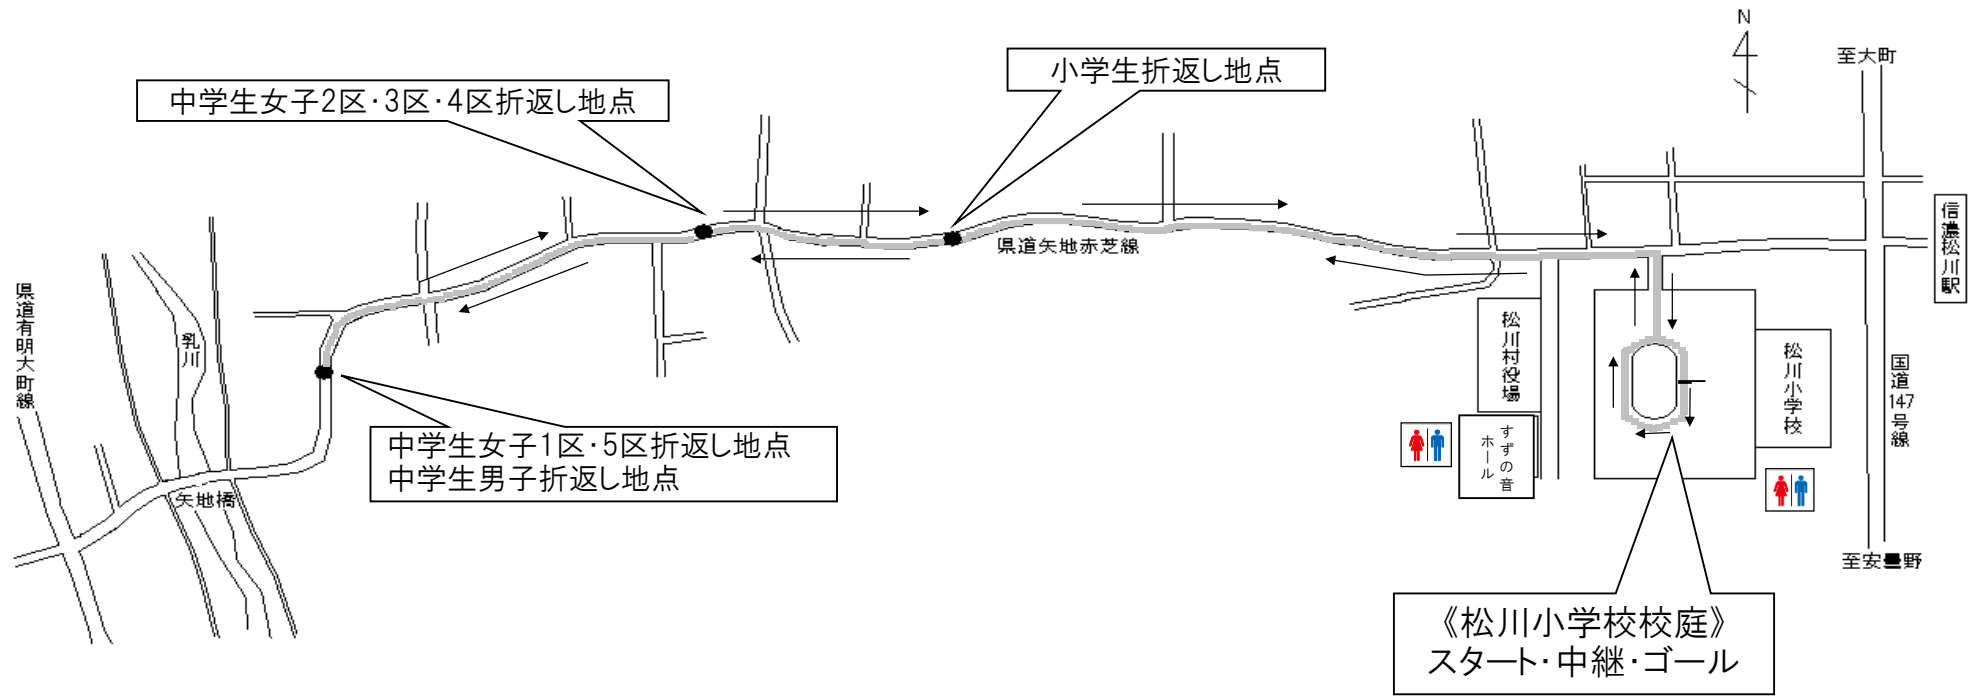 N
至大町
小学生折返し地点
中学生女子2区・3区・4区折返し地点
県道矢地赤芝線
信濃松川駅
県道有明大町線
乳川
松川村役場
松川小学校
国道147号線
中学生女子1区・5区折返し地点
中学生男子折返し地点
すずの音
ホール
矢地橋
至安曇野
《松川小学校校庭》
スタート・中継・ゴール